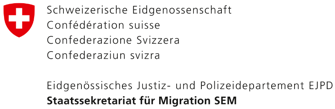 Schweizerische Eidgenossenschaft
Confédération suisse
Confederazione Svizzera
Confederaziun svizra
Eidgenössisches Justiz- und Polizeidepartement EJPD
Staatssekretariat für Migration SEM